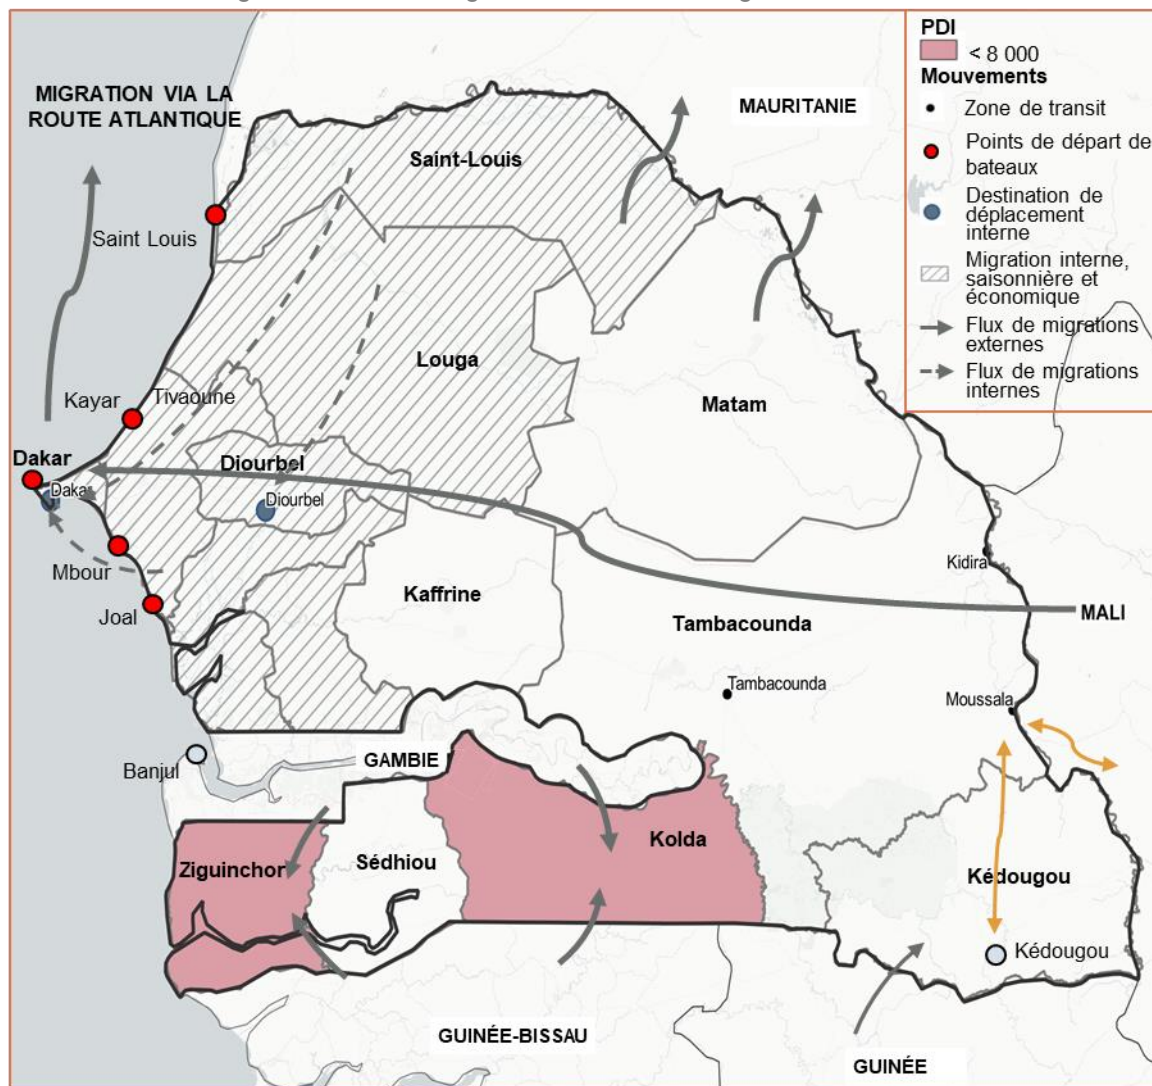 PDI
< 8 000
Mouvements
Zone de transit
Points de départ de
bateaux
Destination de
déplacement
interne
Migration interne,
saisonnière et
économique
Flux de migrations
externes
Flux de migrations
internes
MIGRATION VIA LA
ROUTE ATLANTIQUE
MAURITANIE
Saint-Louis
Saint Louis
Louga
Matam
Kayar
Tivaoune
Dakar
Daka
Diourbel
Diourbel
Mbour
Joal
Kaffrine
Kidira
MALI
Tambacounda
Tambacounda
Moussala
Banjul
GAMBIE
Ziguinchor
Sédhiou
Kolda
Kédougou
Kédougou
GUINÉE-BISSAU
GUINÉE